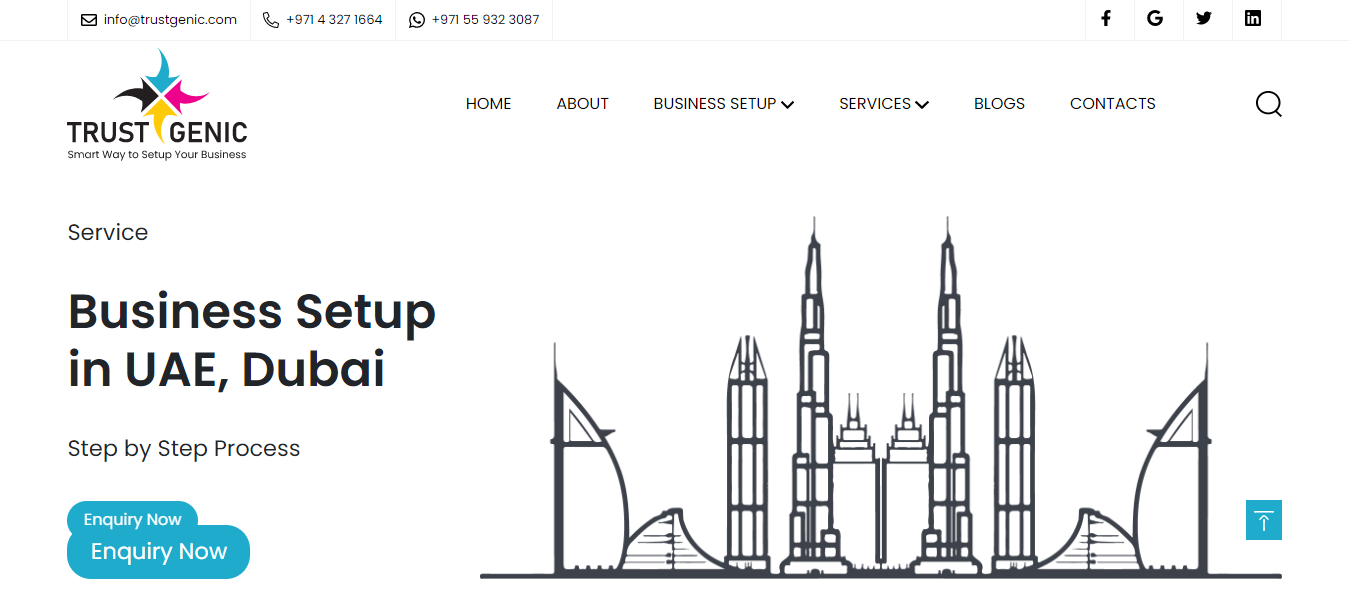 info@trustgenic.com
+971 4 327 1664
+971 55 932 3087
TRUST GENIC
Smart Way to Setup Your Business
HOME
ABOUT
BUSINESS SETUP
SERVICES
BLOGS
CONTACTS
Service
Business Setup
in UAE, Dubai
Step by Step Process
Enquiry Now
Enquiry Now